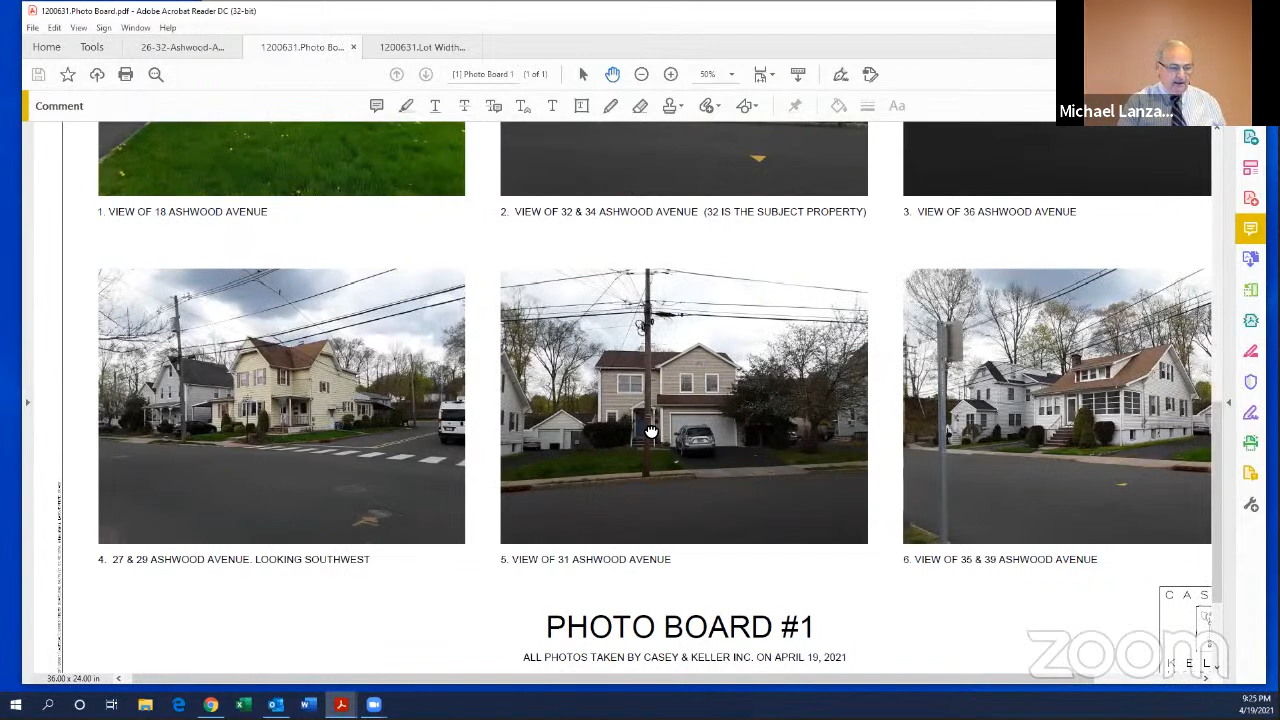 1200631.Photo Board.pdf - Adobe Acrobat Reader DC (32-bit)
File Edit View Sign Window Help
Home Tools 26-32-Ashwood-A... 1200631.Photo Bo... × 1200631.Lot Width...
[1] Photo Board 1 (1 of 1) 50%
Comment
Aa
Michael Lanza...
1. VIEW OF 18 ASHWOOD AVENUE
2. VIEW OF 32 & 34 ASHWOOD AVENUE (32 IS THE SUBJECT PROPERTY)
3. VIEW OF 36 ASHWOOD AVENUE
4. 27 & 29 ASHWOOD AVENUE. LOOKING SOUTHWEST
5. VIEW OF 31 ASHWOOD AVENUE
6. VIEW OF 35 & 39 ASHWOOD AVENUE
PHOTO BOARD #1
ALL PHOTOS TAKEN BY CASEY & KELLER INC. ON APRIL 19, 2021
C A S
K E L
zoom
36.00 x 24.00 in
9:25 PM
4/19/2021